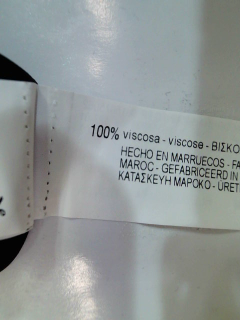 100% viscosa - viscose - ΒΙΣΚΟ
HECHO EN MARRUECOS - FA
MAROC - GEFABRICEERD IN
ΚΑΤΑΣΚΕΥΗ ΜΑΡΟΚΟ - ÜRET